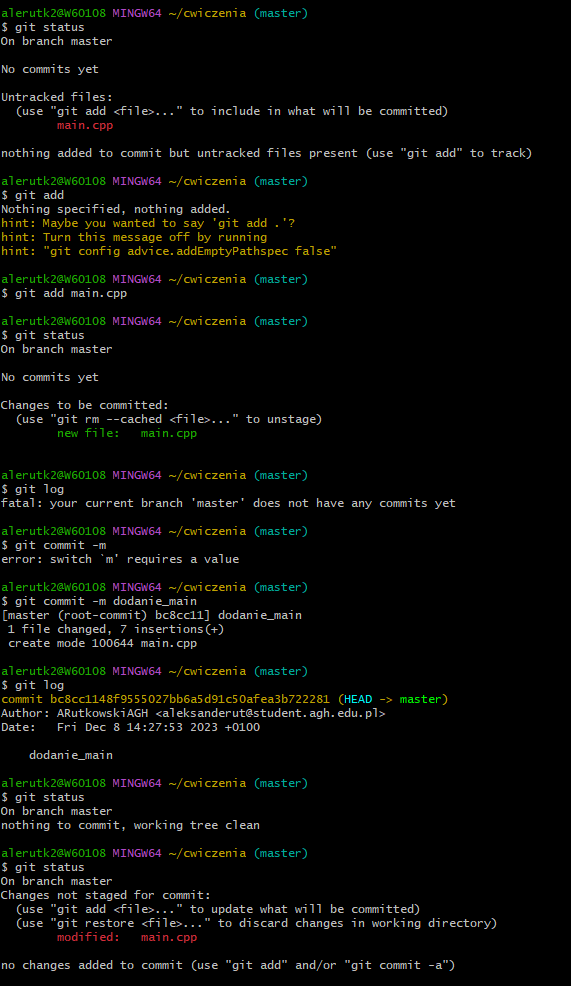 alerutk2@W60108 MINGW64 ~/cwiczenia (master)
$ git status
On branch master

No commits yet

Untracked files:
  (use "git add <file>..." to include in what will be committed)
        main.cpp

nothing added to commit but untracked files present (use "git add" to track)

alerutk2@W60108 MINGW64 ~/cwiczenia (master)
$ git add
Nothing specified, nothing added.
hint: Maybe you wanted to say 'git add .'?
hint: Turn this message off by running
hint: "git config advice.addEmptyPathspec false"

alerutk2@W60108 MINGW64 ~/cwiczenia (master)
$ git add main.cpp

alerutk2@W60108 MINGW64 ~/cwiczenia (master)
$ git status
On branch master

No commits yet

Changes to be committed:
  (use "git rm --cached <file>..." to unstage)
        new file:   main.cpp


alerutk2@W60108 MINGW64 ~/cwiczenia (master)
$ git log
fatal: your current branch 'master' does not have any commits yet

alerutk2@W60108 MINGW64 ~/cwiczenia (master)
$ git commit -m
error: switch `m' requires a value

alerutk2@W60108 MINGW64 ~/cwiczenia (master)
$ git commit -m dodanie_main
[master (root-commit) bc8cc11] dodanie_main
 1 file changed, 7 insertions(+)
 create mode 100644 main.cpp

alerutk2@W60108 MINGW64 ~/cwiczenia (master)
$ git log
commit bc8cc1148f9555027bb6a5d91c50afea3b722281 (HEAD -> master)
Author: ARutkowskiAGH <aleksanderut@student.agh.edu.pl>
Date:   Fri Dec 8 14:27:53 2023 +0100

    dodanie_main

alerutk2@W60108 MINGW64 ~/cwiczenia (master)
$ git status
On branch master
nothing to commit, working tree clean

alerutk2@W60108 MINGW64 ~/cwiczenia (master)
$ git status
On branch master
Changes not staged for commit:
  (use "git add <file>..." to update what will be committed)
  (use "git restore <file>..." to discard changes in working directory)
        modified:   main.cpp

no changes added to commit (use "git add" and/or "git commit -a")